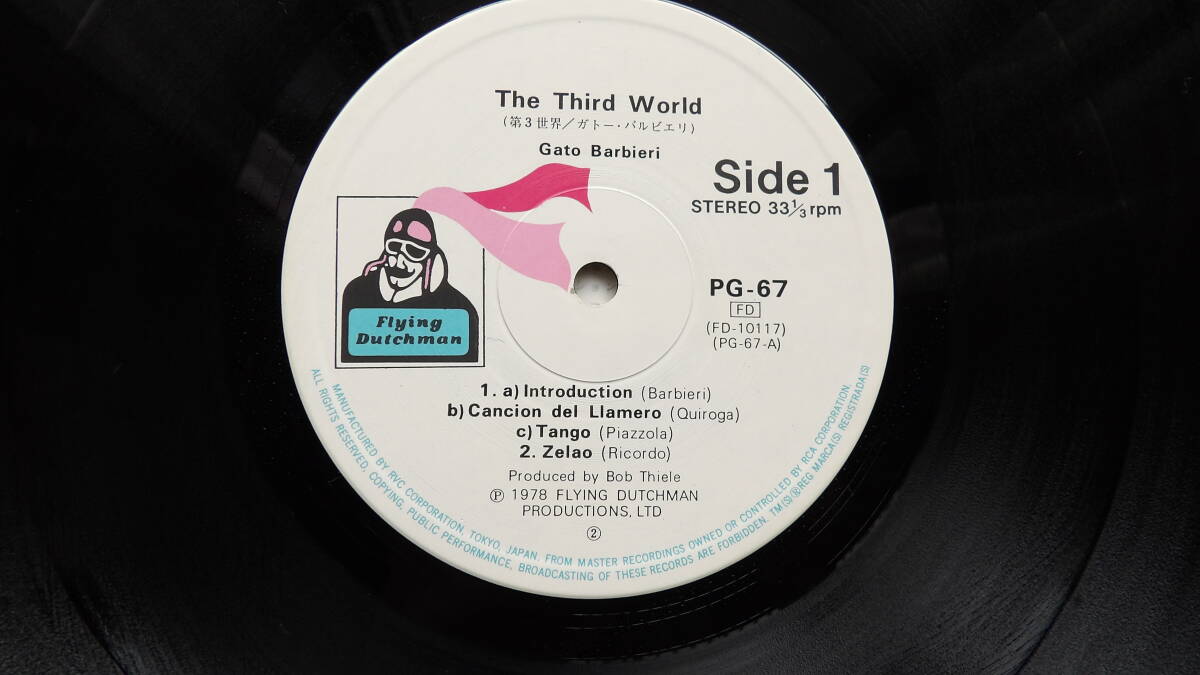 The Third World
(第3世界/ガトー・バルビエリ)
Gato Barbieri
Side 1
STEREO 33⅓ rpm
Flying
Dutchman
PG-67
FD
(FD-10117)
(PG-67-A)
1. a) Introduction (Barbieri)
b) Cancion del Llamero (Quiroga)
c) Tango (Piazzola)
2. Zelao (Ricordo)
Produced by Bob Thiele
Ⓟ 1978 FLYING DUTCHMAN
PRODUCTIONS, LTD
②
MANUFACTURED BY RVC CORPORATION, TOKYO, JAPAN, FROM MASTER RECORDINGS OWNED OR CONTROLLED BY RCA CORPORATION.
ALL RIGHTS RESERVED, COPYING, PUBLIC PERFORMANCE, BROADCASTING OF THESE RECORDS ARE FORBIDDEN. TM(S)®REG MARCA(S) REGISTRADA(S)